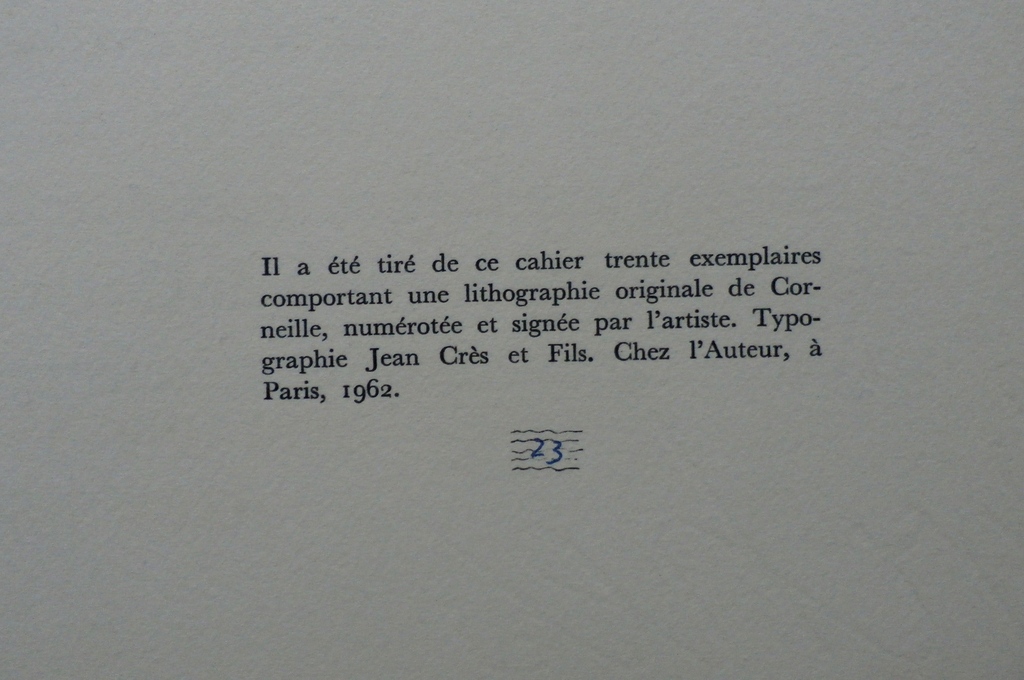 Il a été tiré de ce cahier trente exemplaires
comportant une lithographie originale de Cor-
neille, numérotée et signée par l'artiste. Typo-
graphie Jean Crès et Fils. Chez l'Auteur, à
Paris, 1962.
23